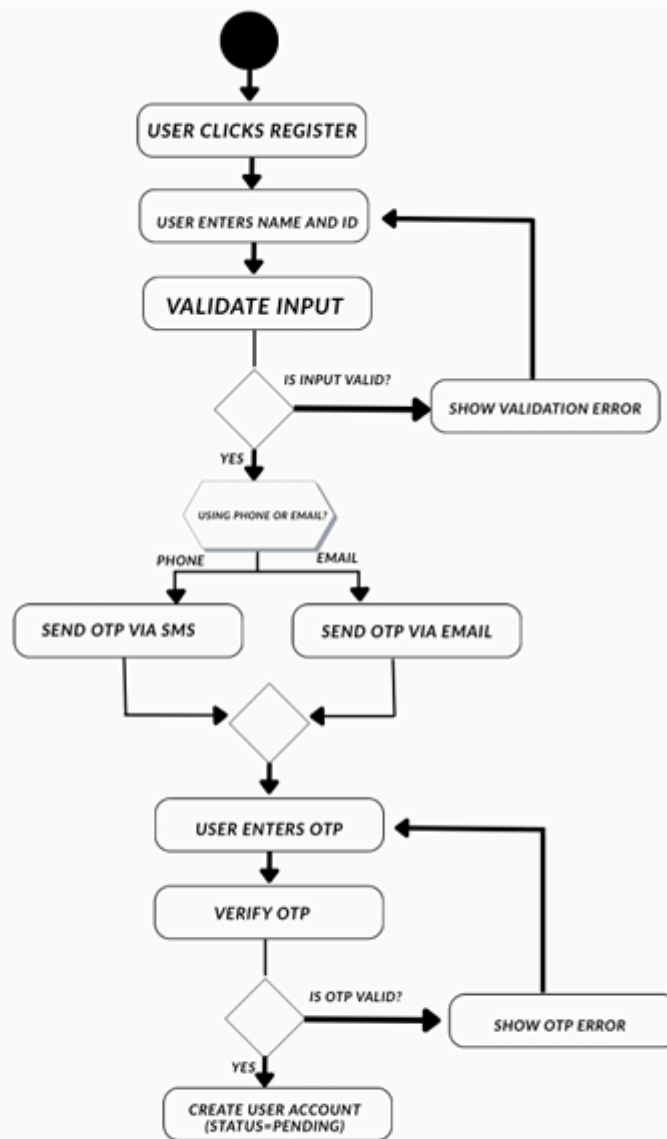 USER CLICKS REGISTER
USER ENTERS NAME AND ID
VALIDATE INPUT
IS INPUT VALID?
SHOW VALIDATION ERROR
YES
USING PHONE OR EMAIL?
PHONE
EMAIL
SEND OTP VIA SMS
SEND OTP VIA EMAIL
USER ENTERS OTP
VERIFY OTP
IS OTP VALID?
SHOW OTP ERROR
YES
CREATE USER ACCOUNT
(STATUS=PENDING)